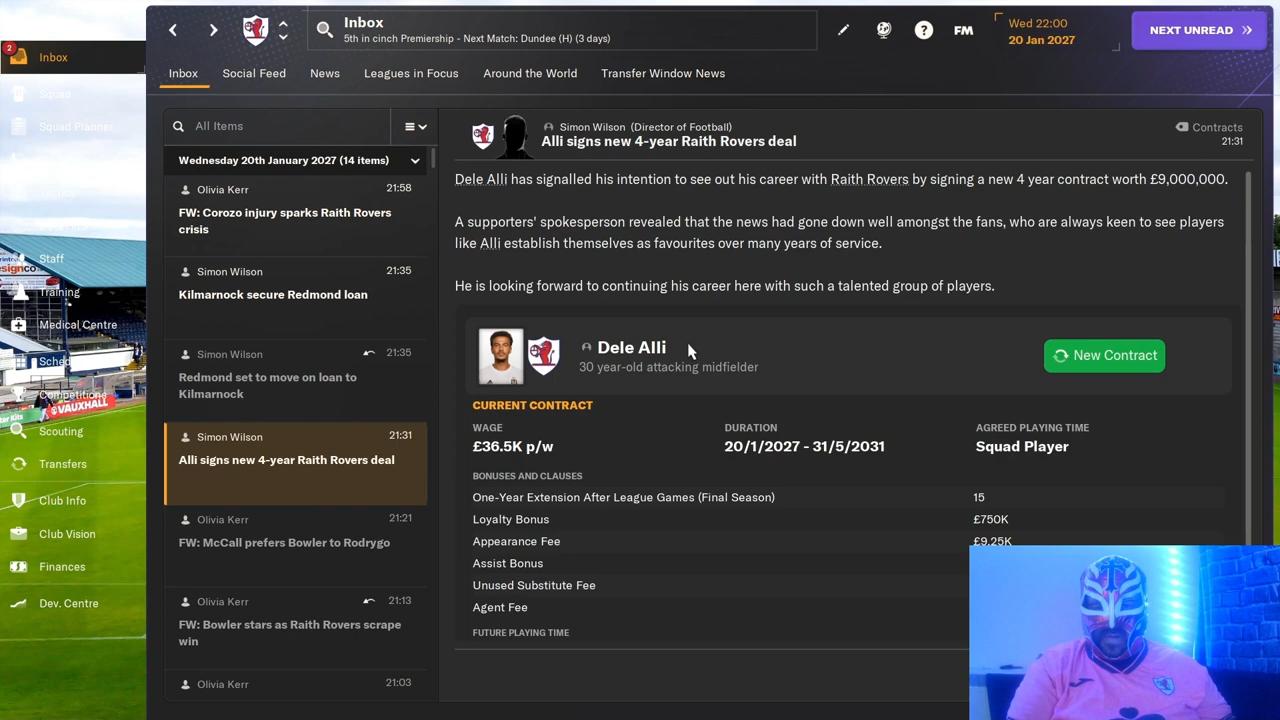 Inbox
5th in cinch Premiership - Next Match: Dundee (H) (3 days)
FM
Wed 22:00
20 Jan 2027
NEXT UNREAD
2
Inbox
Squad
Squad Planner
Staff
Training
Medical Centre
Sched
Competitions
Scouting
Transfers
Club Info
Club Vision
Finances
Dev. Centre
VAUXHALL
Inbox
Social Feed
News
Leagues in Focus
Around the World
Transfer Window News
All Items
Wednesday 20th January 2027 (14 items)
Olivia Kerr
21:58
FW: Corozo injury sparks Raith Rovers
crisis
Simon Wilson
21:35
Kilmarnock secure Redmond loan
Simon Wilson
21:35
Redmond set to move on loan to
Kilmarnock
Simon Wilson
21:31
Alli signs new 4-year Raith Rovers deal
Olivia Kerr
21:21
FW: McCall prefers Bowler to Rodrygo
Olivia Kerr
21:13
FW: Bowler stars as Raith Rovers scrape
win
Olivia Kerr
21:03
Simon Wilson (Director of Football)
Alli signs new 4-year Raith Rovers deal
Contracts
21:31
Dele Alli has signalled his intention to see out his career with Raith Rovers by signing a new 4 year contract worth £9,000,000.
A supporters' spokesperson revealed that the news had gone down well amongst the fans, who are always keen to see players
like Alli establish themselves as favourites over many years of service.
He is looking forward to continuing his career here with such a talented group of players.
Dele Alli
30 year-old attacking midfielder
New Contract
CURRENT CONTRACT
WAGE
DURATION
AGREED PLAYING TIME
£36.5K p/w
20/1/2027 - 31/5/2031
Squad Player
BONUSES AND CLAUSES
One-Year Extension After League Games (Final Season)
15
Loyalty Bonus
£750K
Appearance Fee
£9.25K
Assist Bonus
Unused Substitute Fee
Agent Fee
FUTURE PLAYING TIME